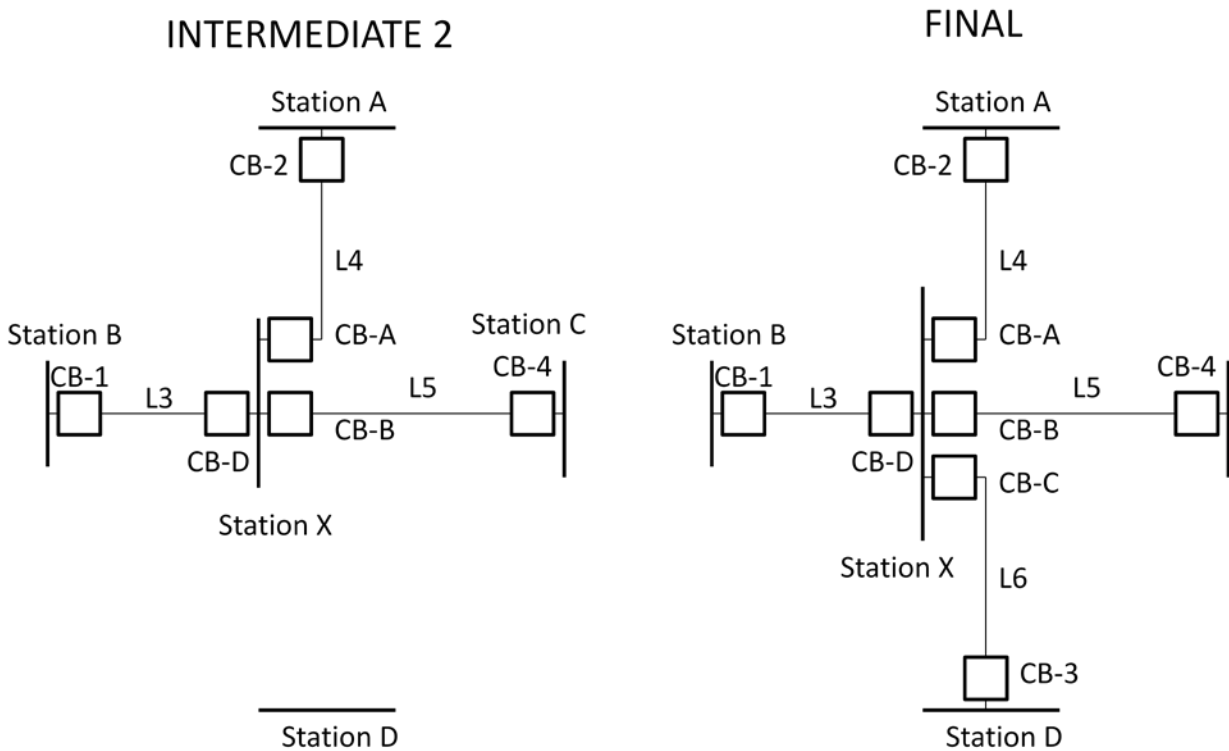 INTERMEDIATE 2
Station A
CB-2
L4
Station B
CB-1
L3
CB-D
CB-A
CB-B
L5
Station C
CB-4
Station X
Station D
FINAL
Station A
CB-2
L4
Station B
CB-1
L3
CB-D
CB-A
CB-B
L5
CB-4
CB-C
Station X
L6
CB-3
Station D